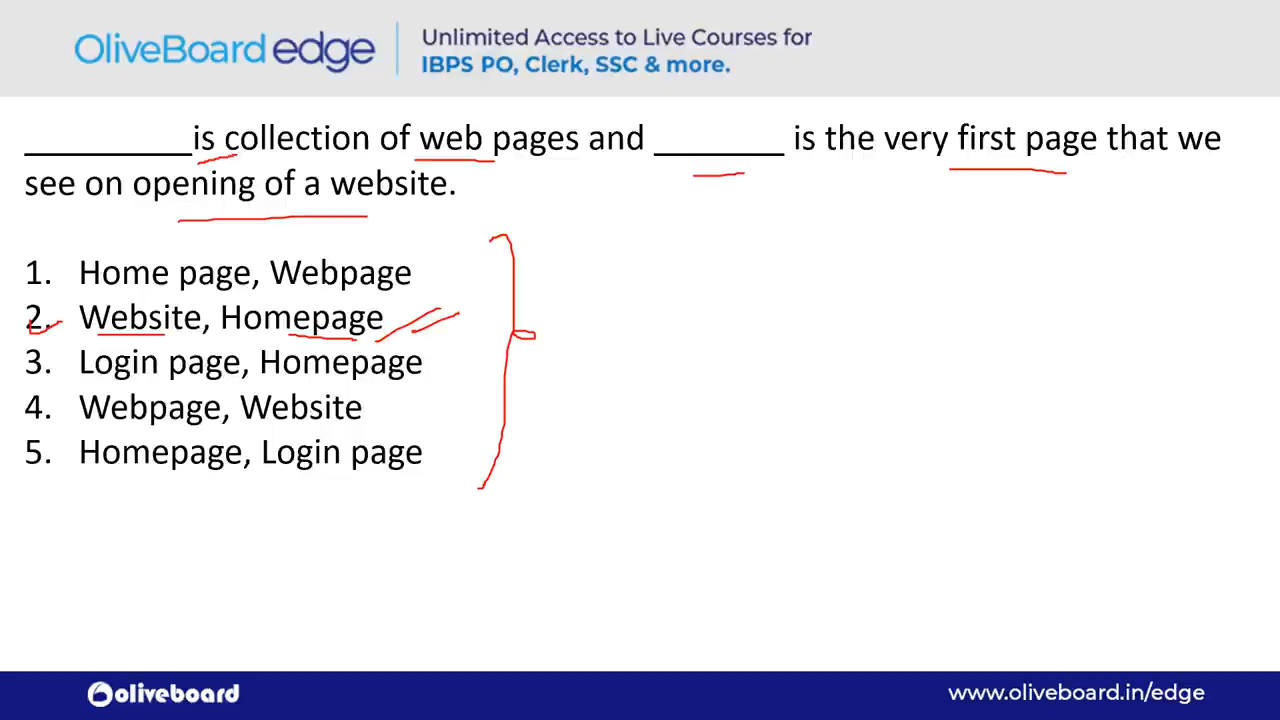 OliveBoard edge
Unlimited Access to Live Courses for
IBPS PO, Clerk, SSC & more.
_________is collection of web pages and _______ is the very first page that we
see on opening of a website.
1. Home page, Webpage
2. Website, Homepage
3. Login page, Homepage
4. Webpage, Website
5. Homepage, Login page
oliveboard
www.oliveboard.in/edge